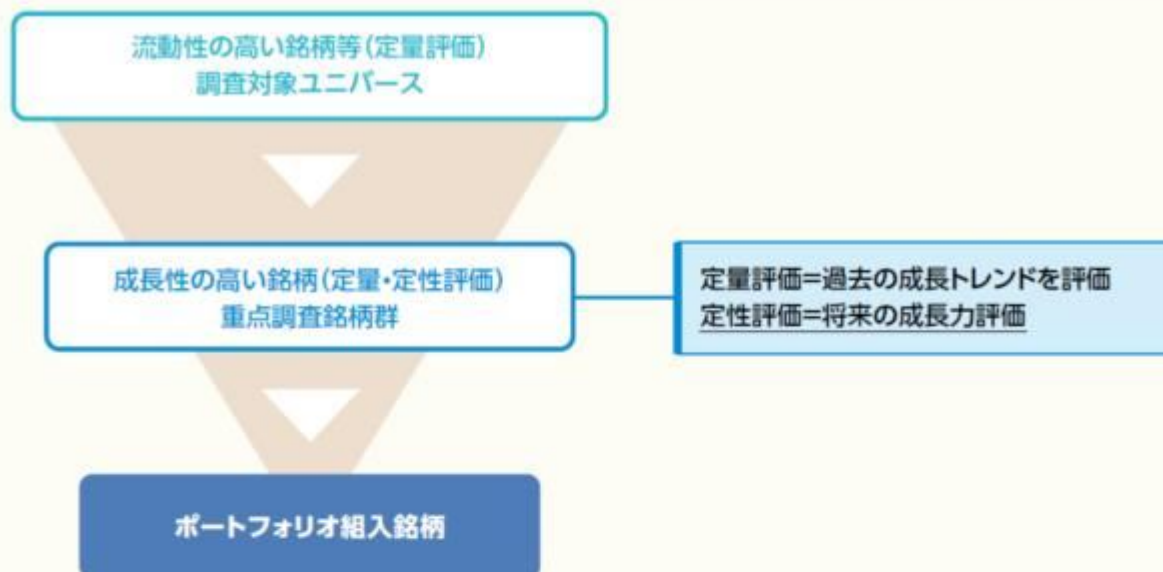 流動性の高い銘柄等(定量評価)
調査対象ユニバース
成長性の高い銘柄(定量・定性評価)
重点調査銘柄群
定量評価=過去の成長トレンドを評価
定性評価=将来の成長力評価
ポートフォリオ組入銘柄